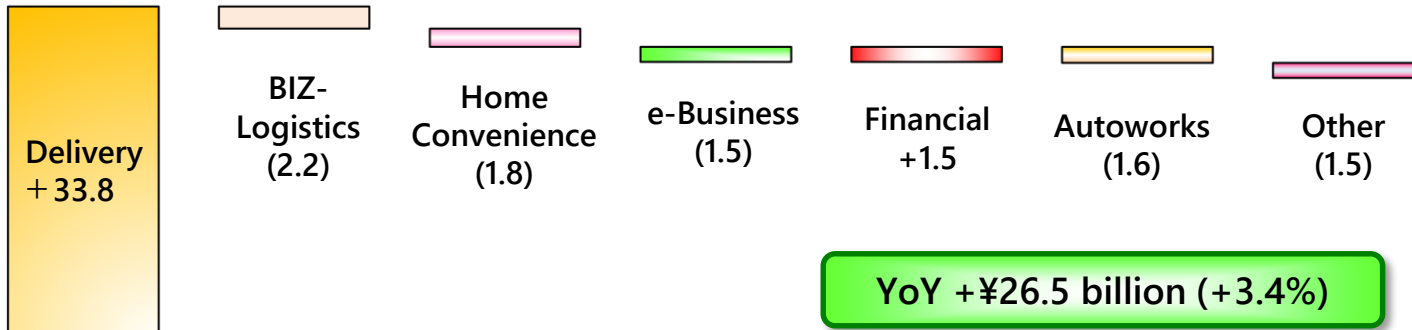 Delivery
＋33.8
BIZ-
Logistics
(2.2)
Home
Convenience
(1.8)
e-Business
(1.5)
Financial
+1.5
Autoworks
(1.6)
Other
(1.5)
YoY +¥26.5 billion (+3.4%)